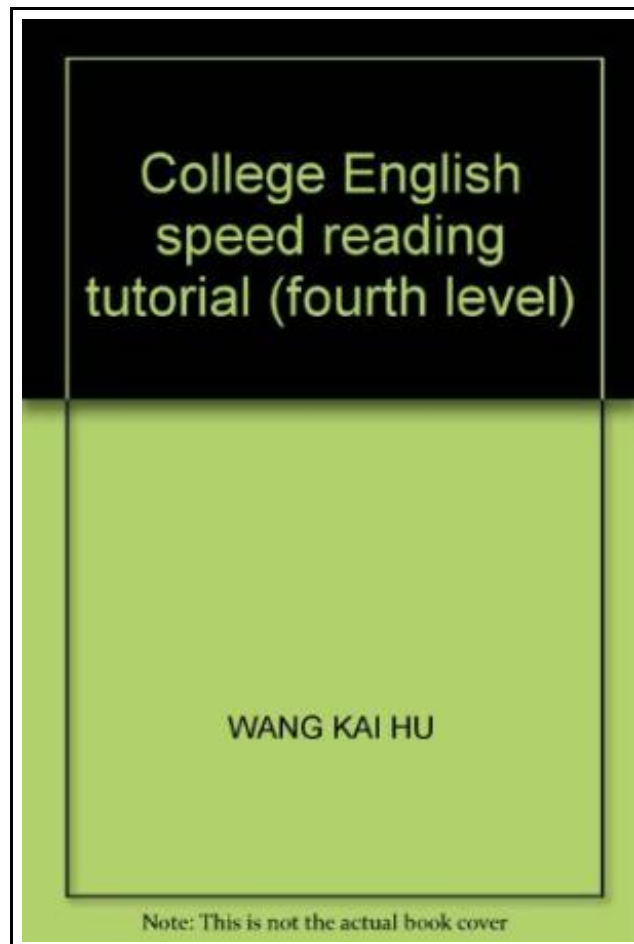 College English
speed reading
tutorial (fourth level)
WANG KAI HU
Note: This is not the actual book cover